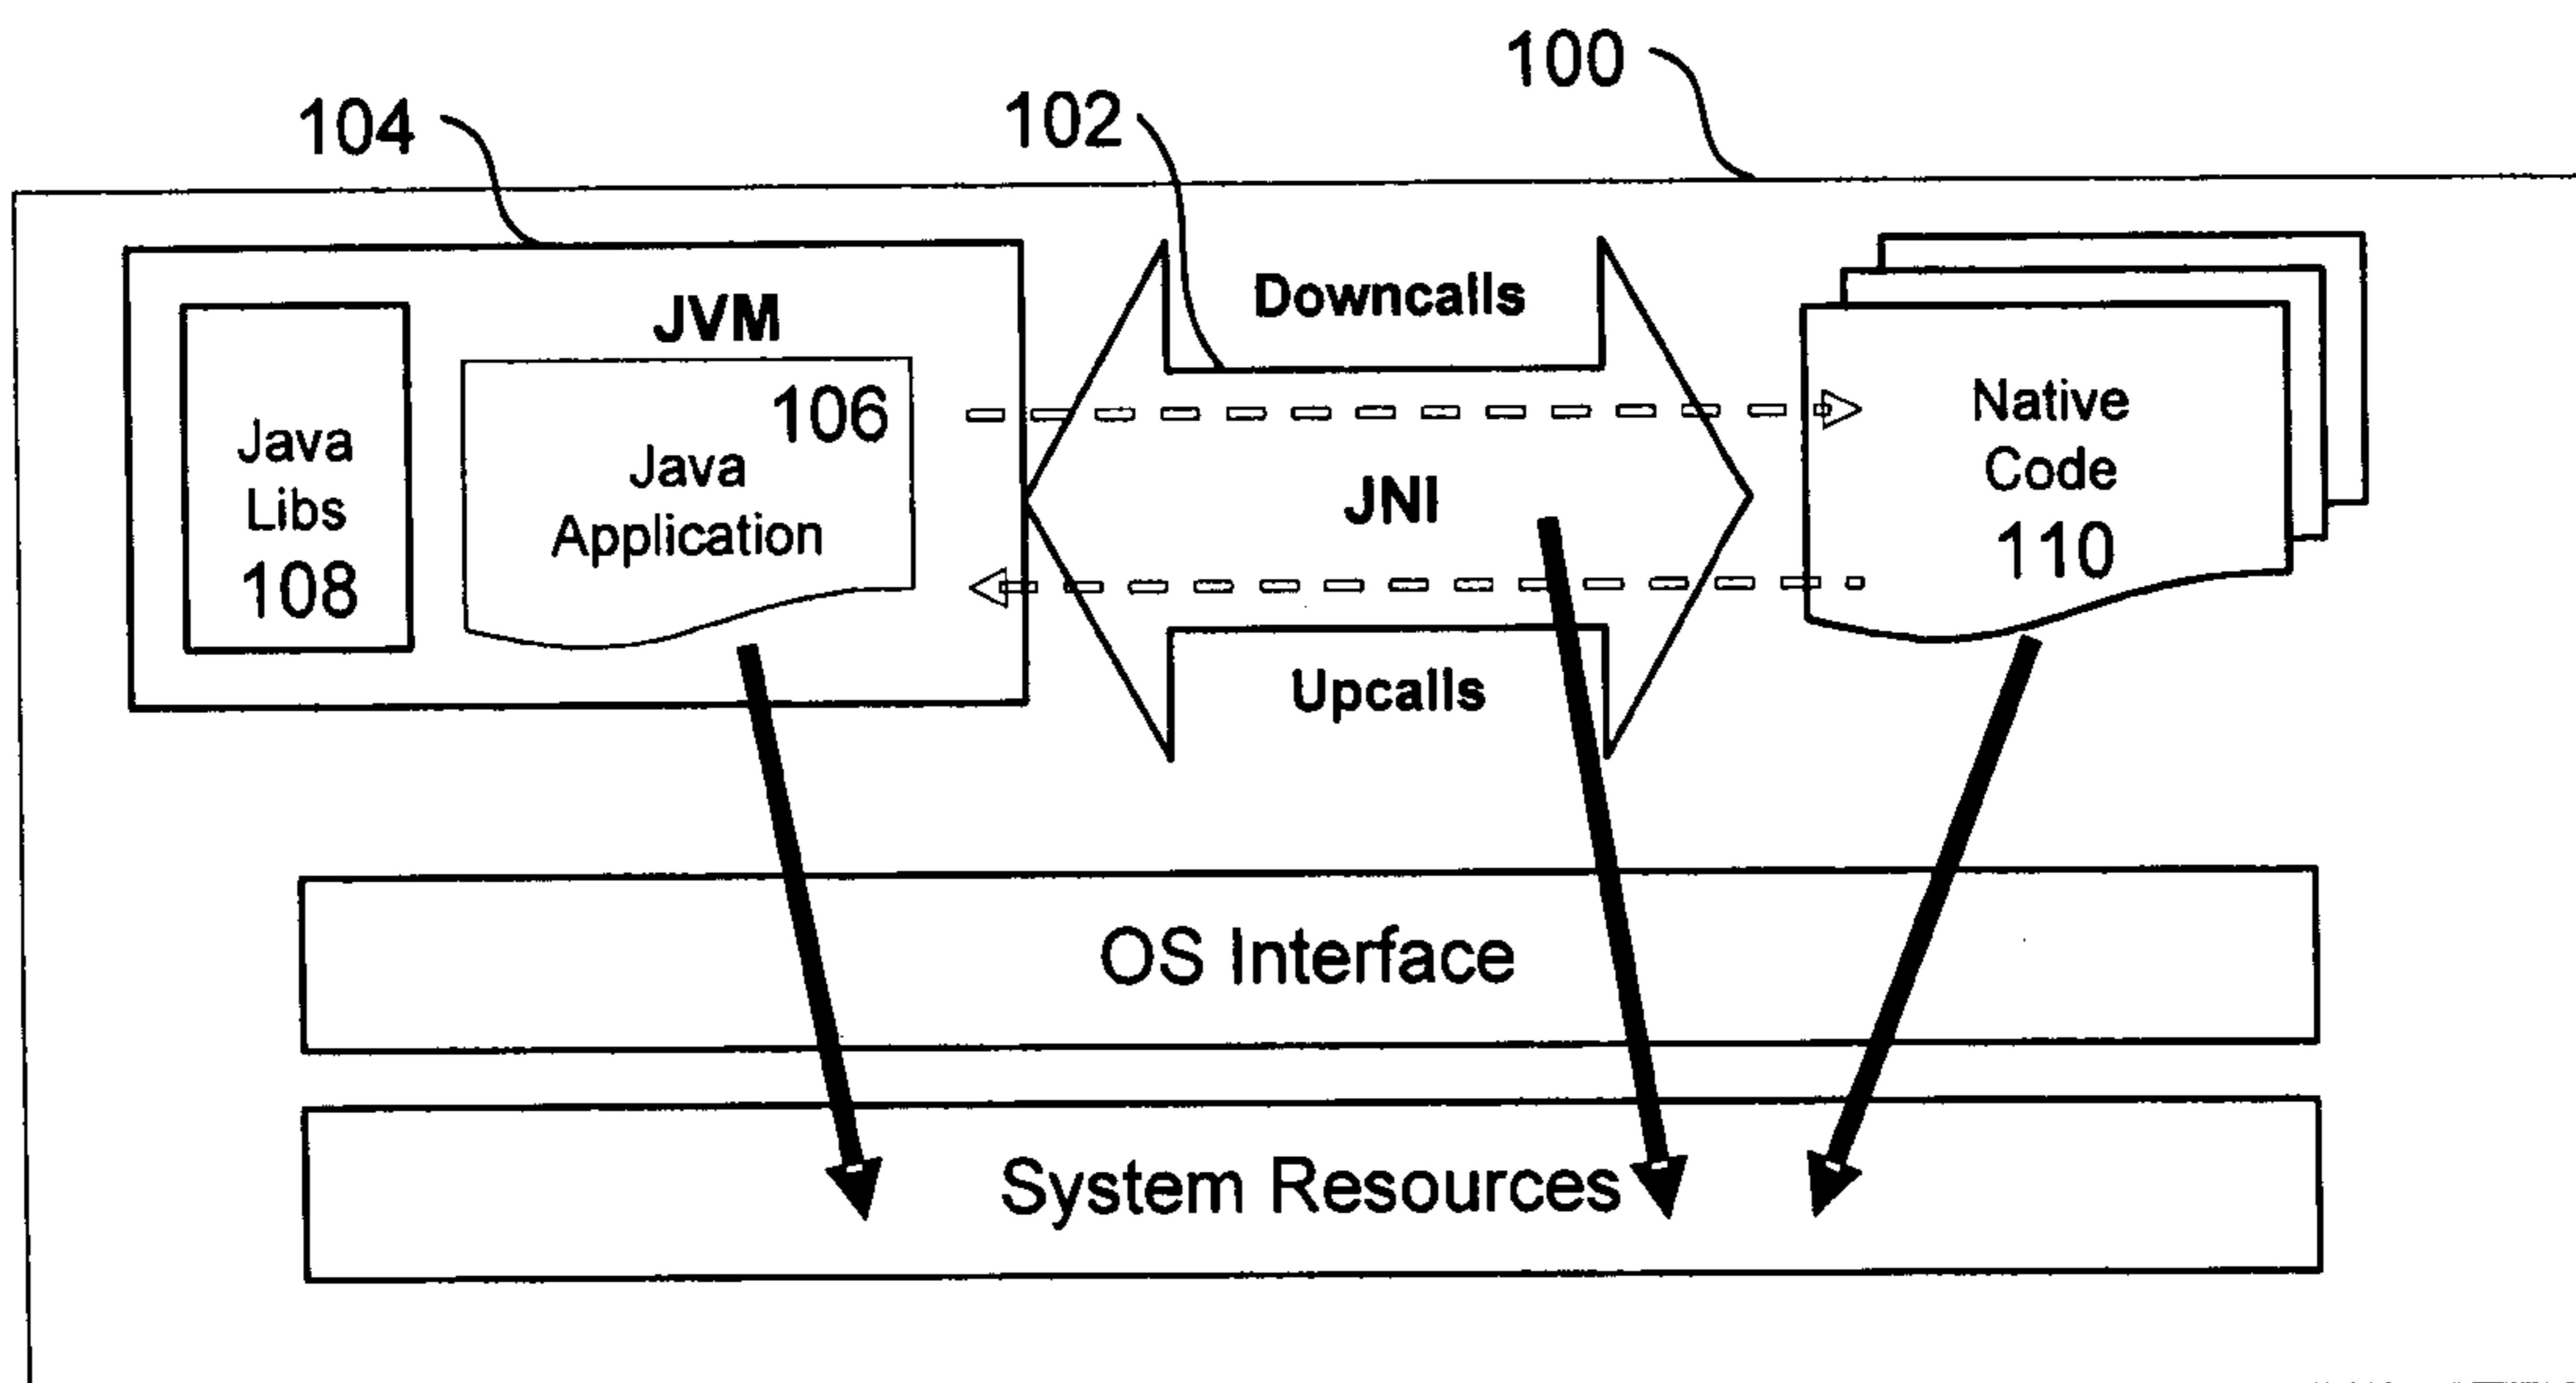 100
104
102
Downcalls
JVM
106
Java
Libs
108
Java
Application
JNI
Native
Code
110
Upcalls
OS Interface
System Resources